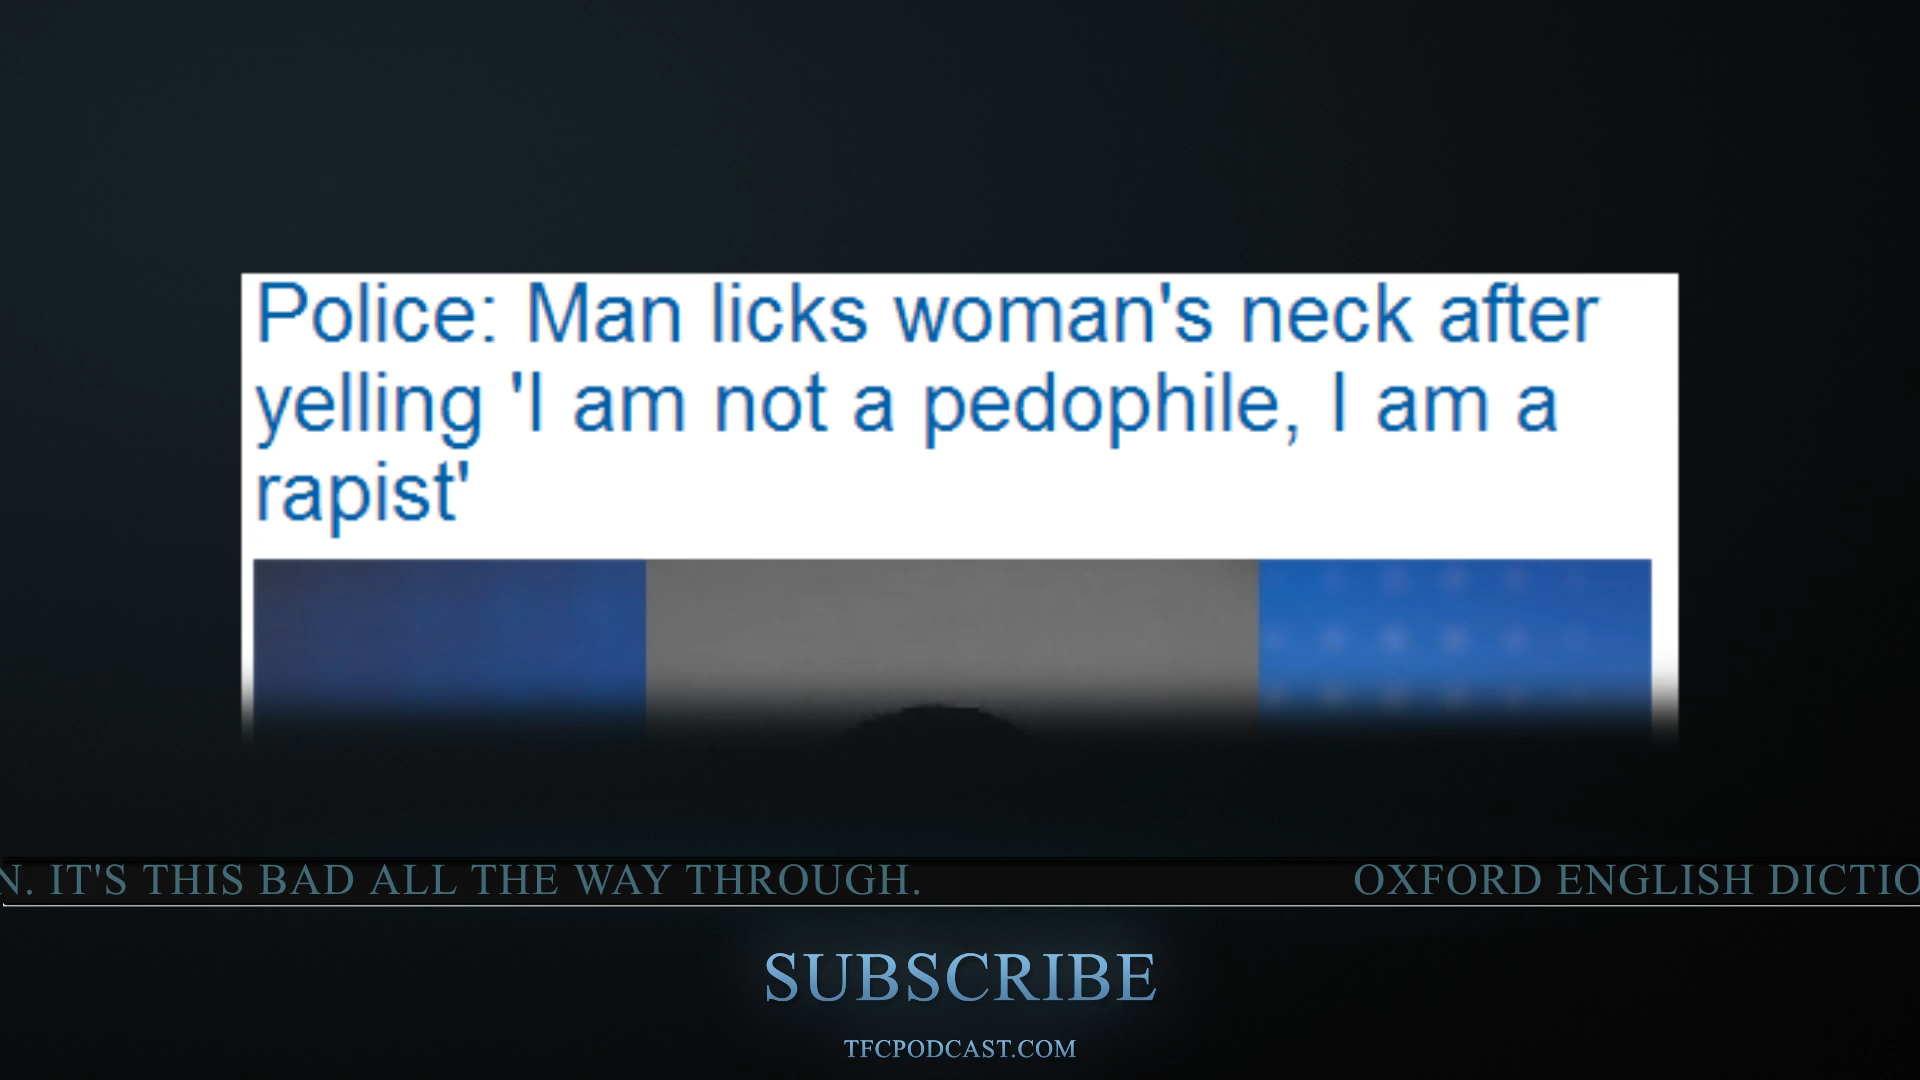 Police: Man licks woman's neck after
yelling 'I am not a pedophile, I am a
rapist'
N. IT'S THIS BAD ALL THE WAY THROUGH. OXFORD ENGLISH DICTIO
SUBSCRIBE
TFCPODCAST.COM